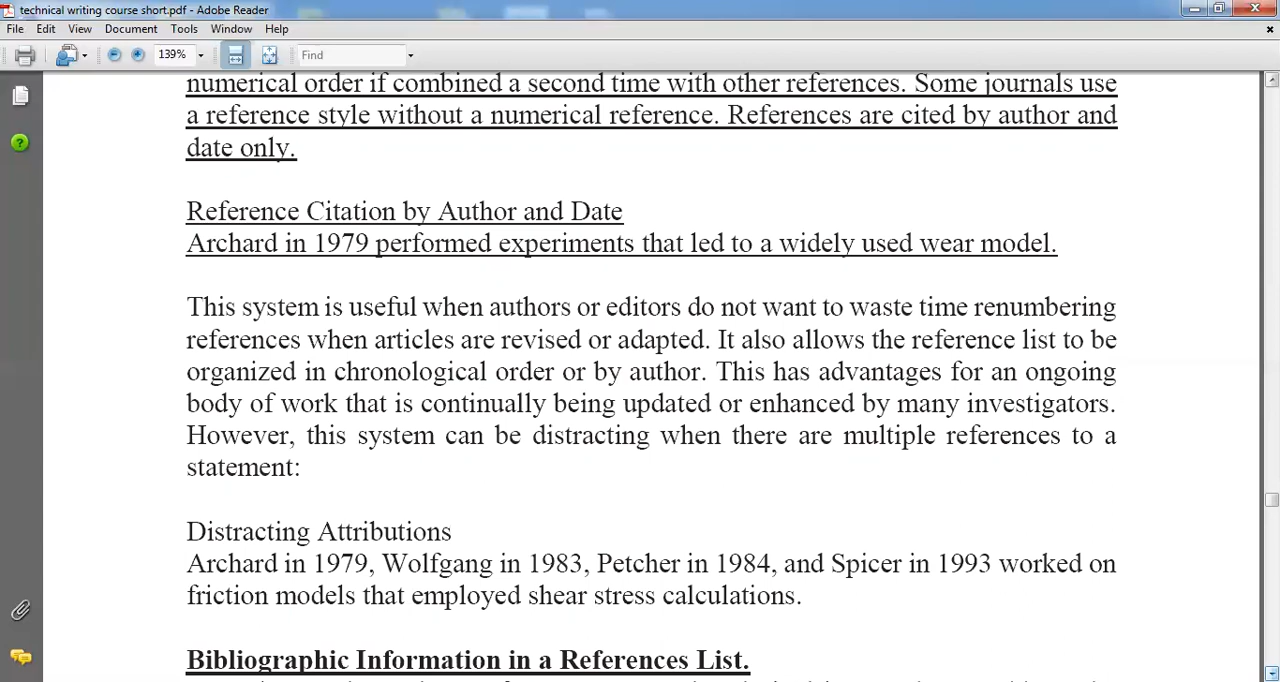 technical writing course short.pdf - Adobe Reader
File Edit View Document Tools Window Help
139% Find
numerical order if combined a second time with other references. Some journals use
a reference style without a numerical reference. References are cited by author and
date only.
Reference Citation by Author and Date
Archard in 1979 performed experiments that led to a widely used wear model.
This system is useful when authors or editors do not want to waste time renumbering
references when articles are revised or adapted. It also allows the reference list to be
organized in chronological order or by author. This has advantages for an ongoing
body of work that is continually being updated or enhanced by many investigators.
However, this system can be distracting when there are multiple references to a
statement:
Distracting Attributions
Archard in 1979, Wolfgang in 1983, Petcher in 1984, and Spicer in 1993 worked on
friction models that employed shear stress calculations.
Bibliographic Information in a References List.